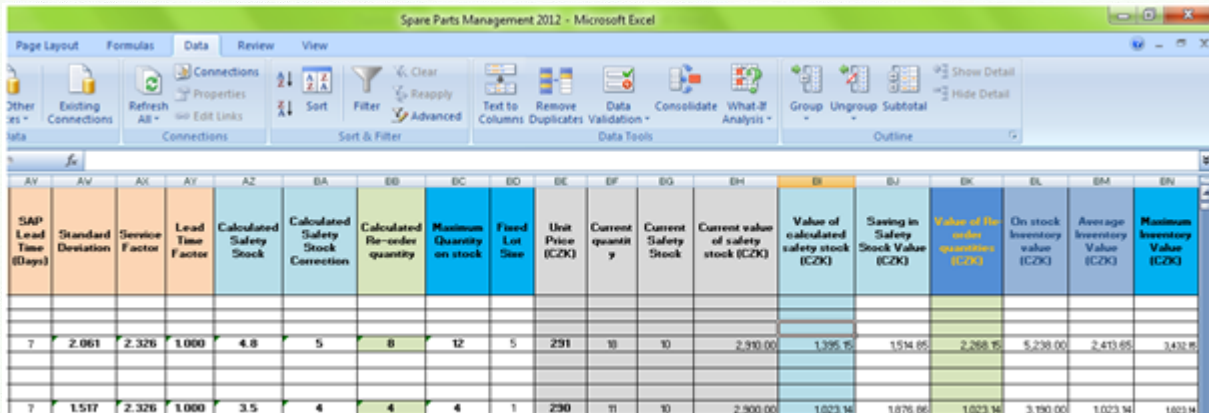 Spare Parts Management 2012 - Microsoft Excel
Page Layout Formulas Data Review View
Connections Clear Show Detail
Properties Reapply Hide Detail
Other Existing Refresh Edit Links Sort Filter Advanced Text to Remove Data Consolidate What-If Group Ungroup Subtotal
Connections All Columns Duplicates Validation Analysis
Connections Sort & Filter Data Tools Outline
fx
AV AW AX AY AZ BA BB BC BD BE BF BG BH BI BJ BK BL BM BN
SAP Lead Time (Days)
Standard Deviation
Service Factor
Lead Time Factor
Calculated Safety Stock
Calculated Safety Stock Correction
Calculated Re-order quantity
Maximum Quantity on stock
Fixed Lot Size
Unit Price (CZK)
Current quantity
Current Safety Stock
Current value of safety stock (CZK)
Value of calculated safety stock (CZK)
Saving in Safety Stock Value (CZK)
Value of Re-order quantities (CZK)
On stock Inventory value (CZK)
Average Inventory Value (CZK)
Maximum Inventory Value (CZK)
7 2.061 2.326 1.000 4.8 5 8 12 5 291 18 10 2,910.00 1,395.15 1,514.85 2,268.15 5,238.00 2,413.65 3,432.15
7 1.517 2.326 1.000 3.5 4 4 4 1 290 11 10 2,900.00 1,023.14 1,876.86 1,023.14 3,190.00 1,023.14 1,023.14